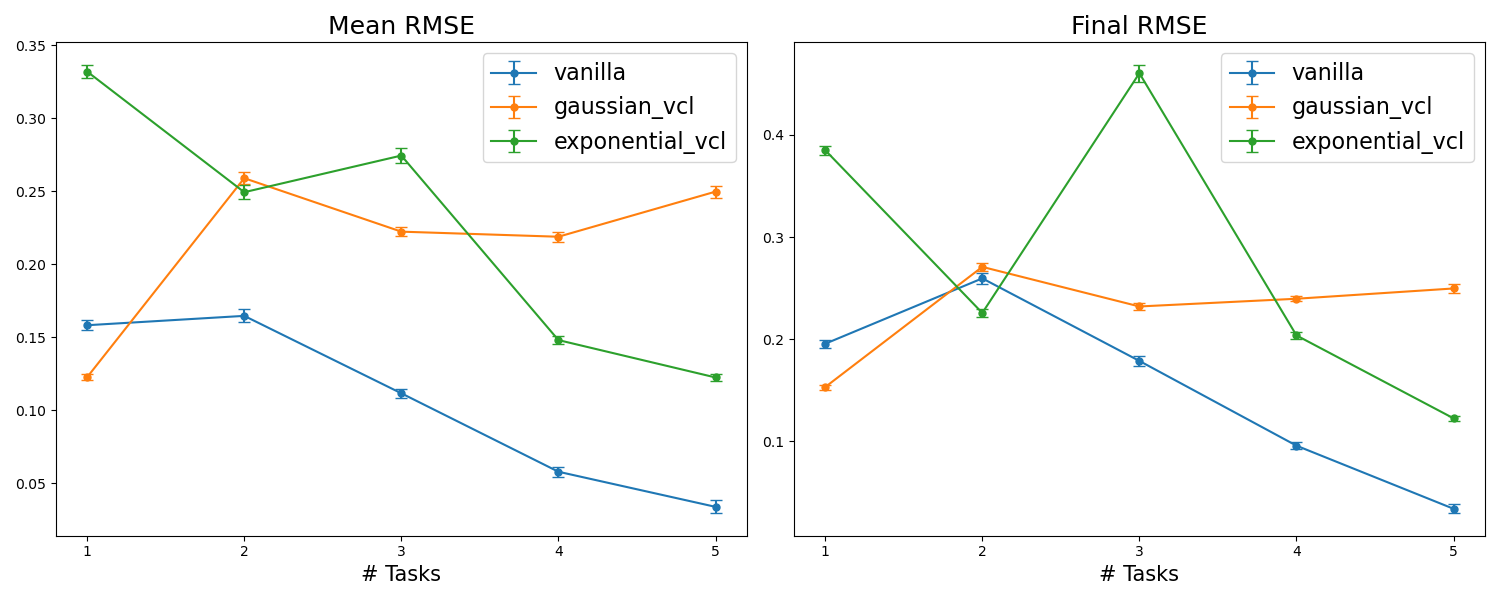 Mean RMSE
0.35
0.30
0.25
0.20
0.15
0.10
0.05
1 2 3 4 5
# Tasks
vanilla
gaussian_vcl
exponential_vcl
Final RMSE
0.4
0.3
0.2
0.1
1 2 3 4 5
# Tasks
vanilla
gaussian_vcl
exponential_vcl